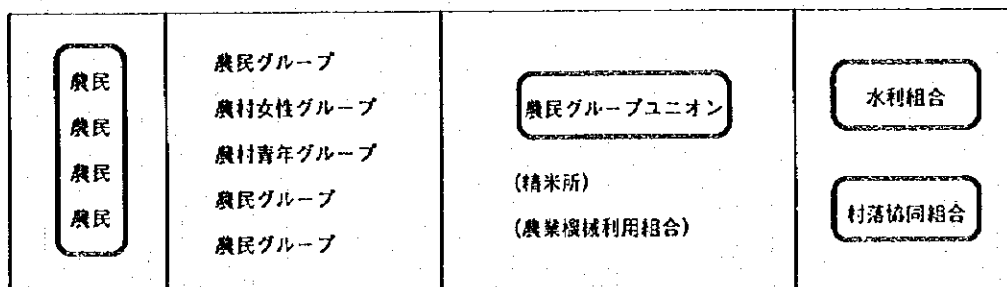 農民
農民
農民
農民
農民グループ
農村女性グループ
農村青年グループ
農民グループ
農民グループ
農民グループユニオン
(精米所)
(農業機械利用組合)
水利組合
村落協同組合